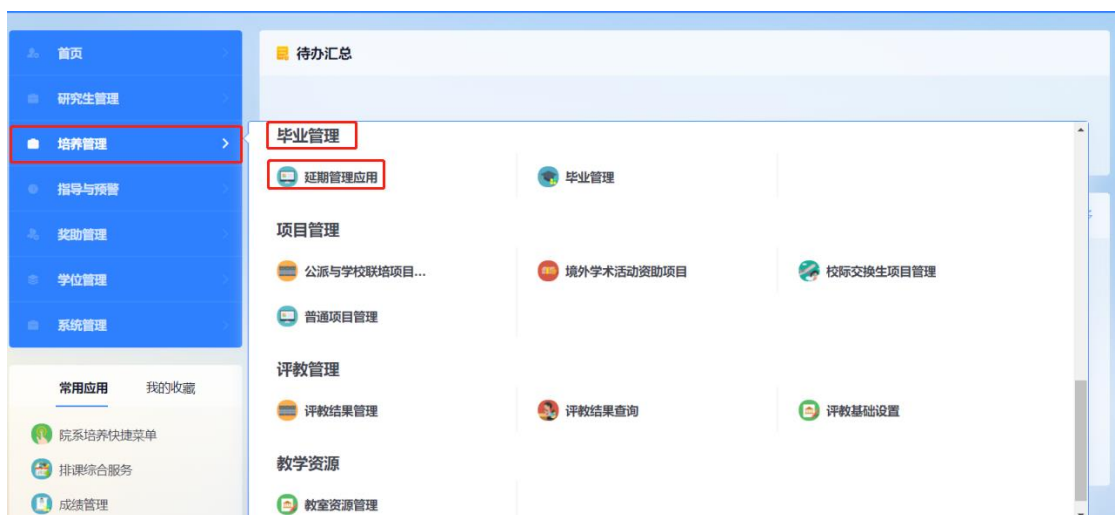 首页
研究生管理
培养管理
指导与预警
奖助管理
学位管理
系统管理
常用应用 我的收藏
院系培养快捷菜单
排课综合服务
成绩管理
待办汇总
毕业管理
延期管理应用 毕业管理
项目管理
公派与学校联培项目... 境外学术活动资助项目 校际交换生项目管理
普通项目管理
评教管理
评教结果管理 评教结果查询 评教基础设置
教学资源
教室资源管理